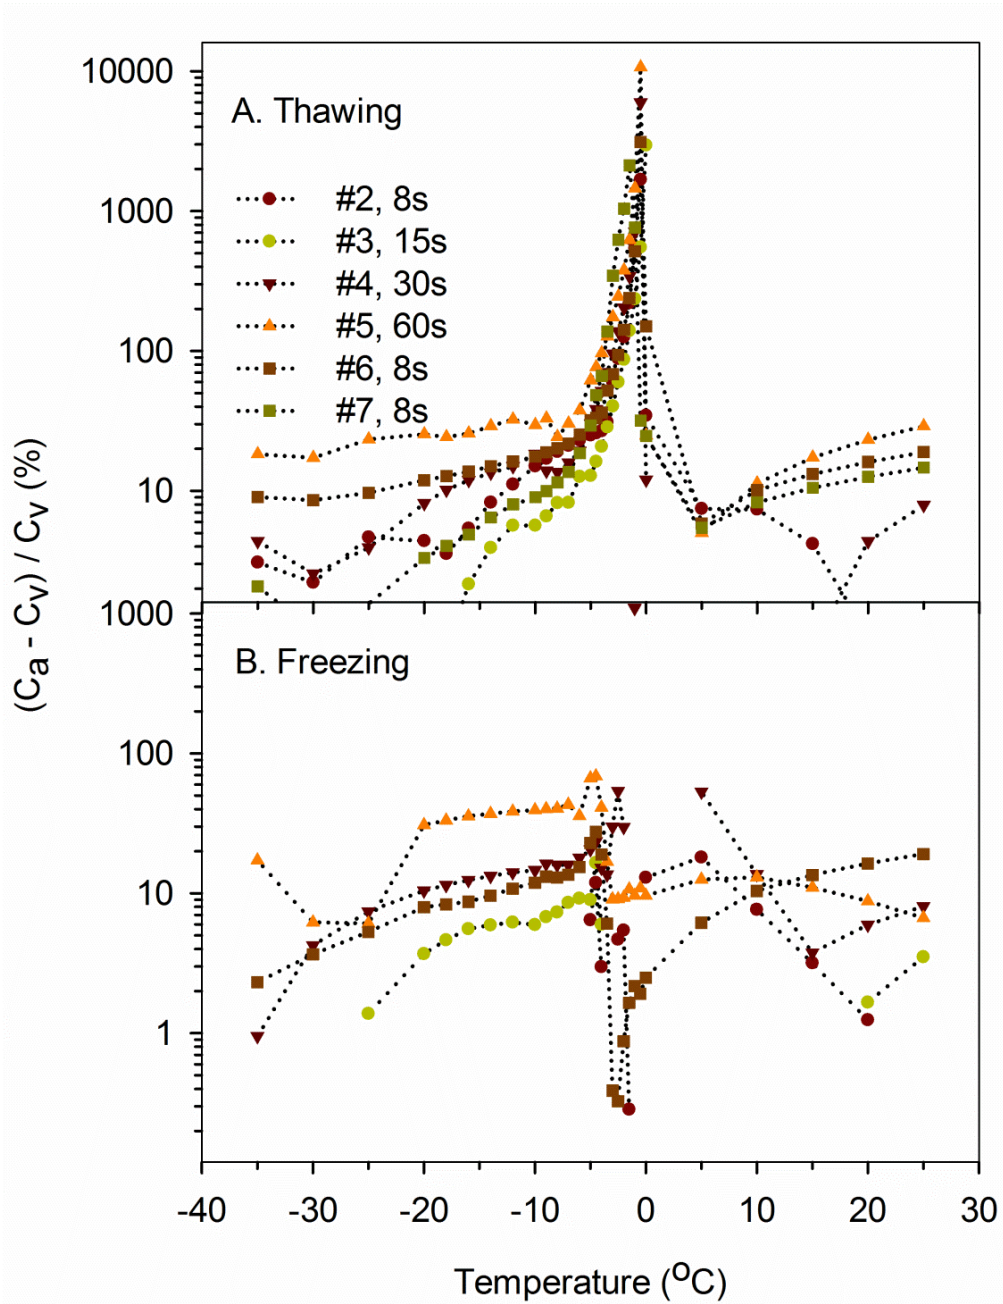 10000
A. Thawing
#2, 8s
1000
#3, 15s
#4, 30s
#5, 60s
100
#6, 8s
#7, 8s
10
(Ca - Cv) / Cv (%)
1000
B. Freezing
100
10
1
-40 -30 -20 -10 0 10 20 30
Temperature (ºC)